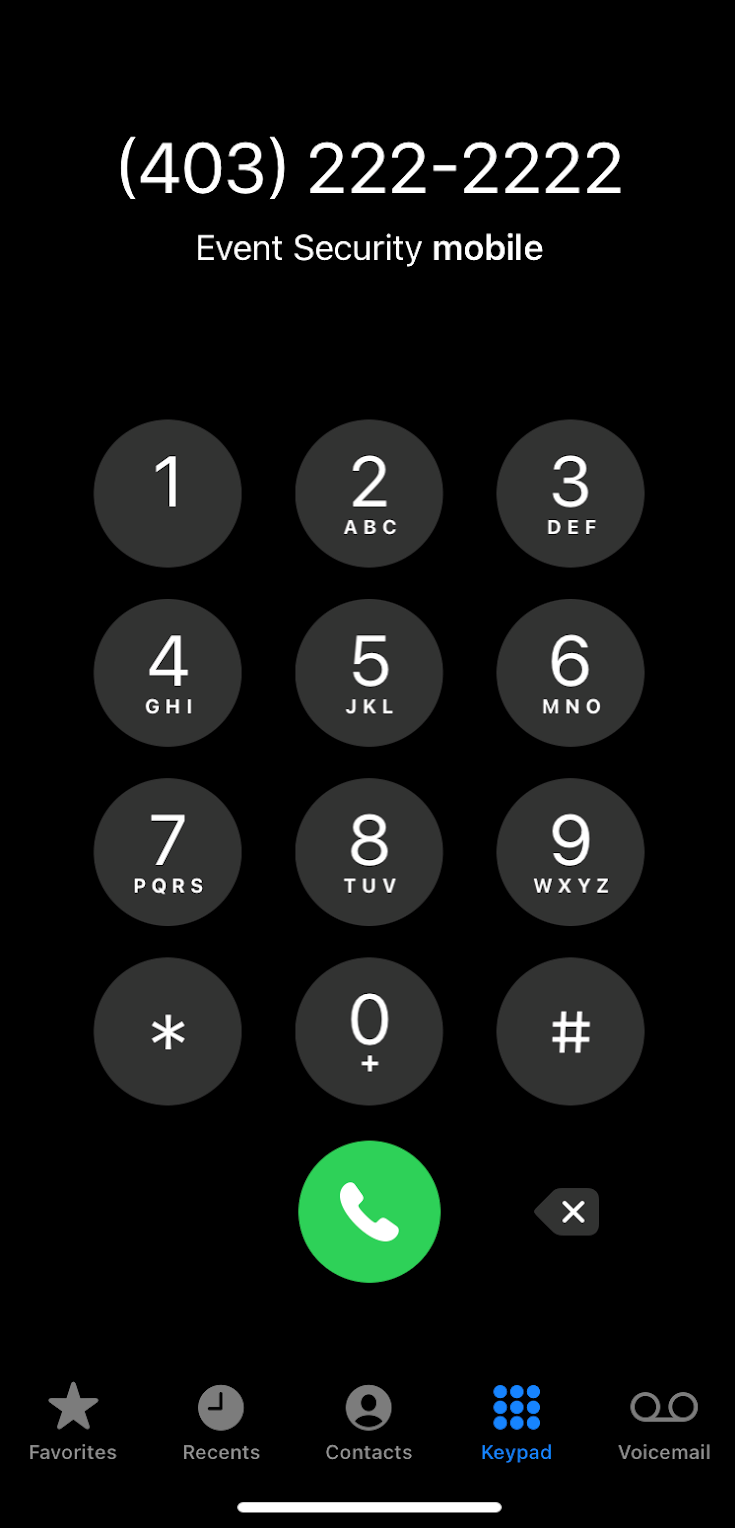 (403) 222-2222
Event Security mobile
1 2 3
ABC DEF
4 5 6
GHI JKL MNO
7 8 9
PQRS TUV WXYZ
* 0 #
+
Favorites Recents Contacts Keypad Voicemail